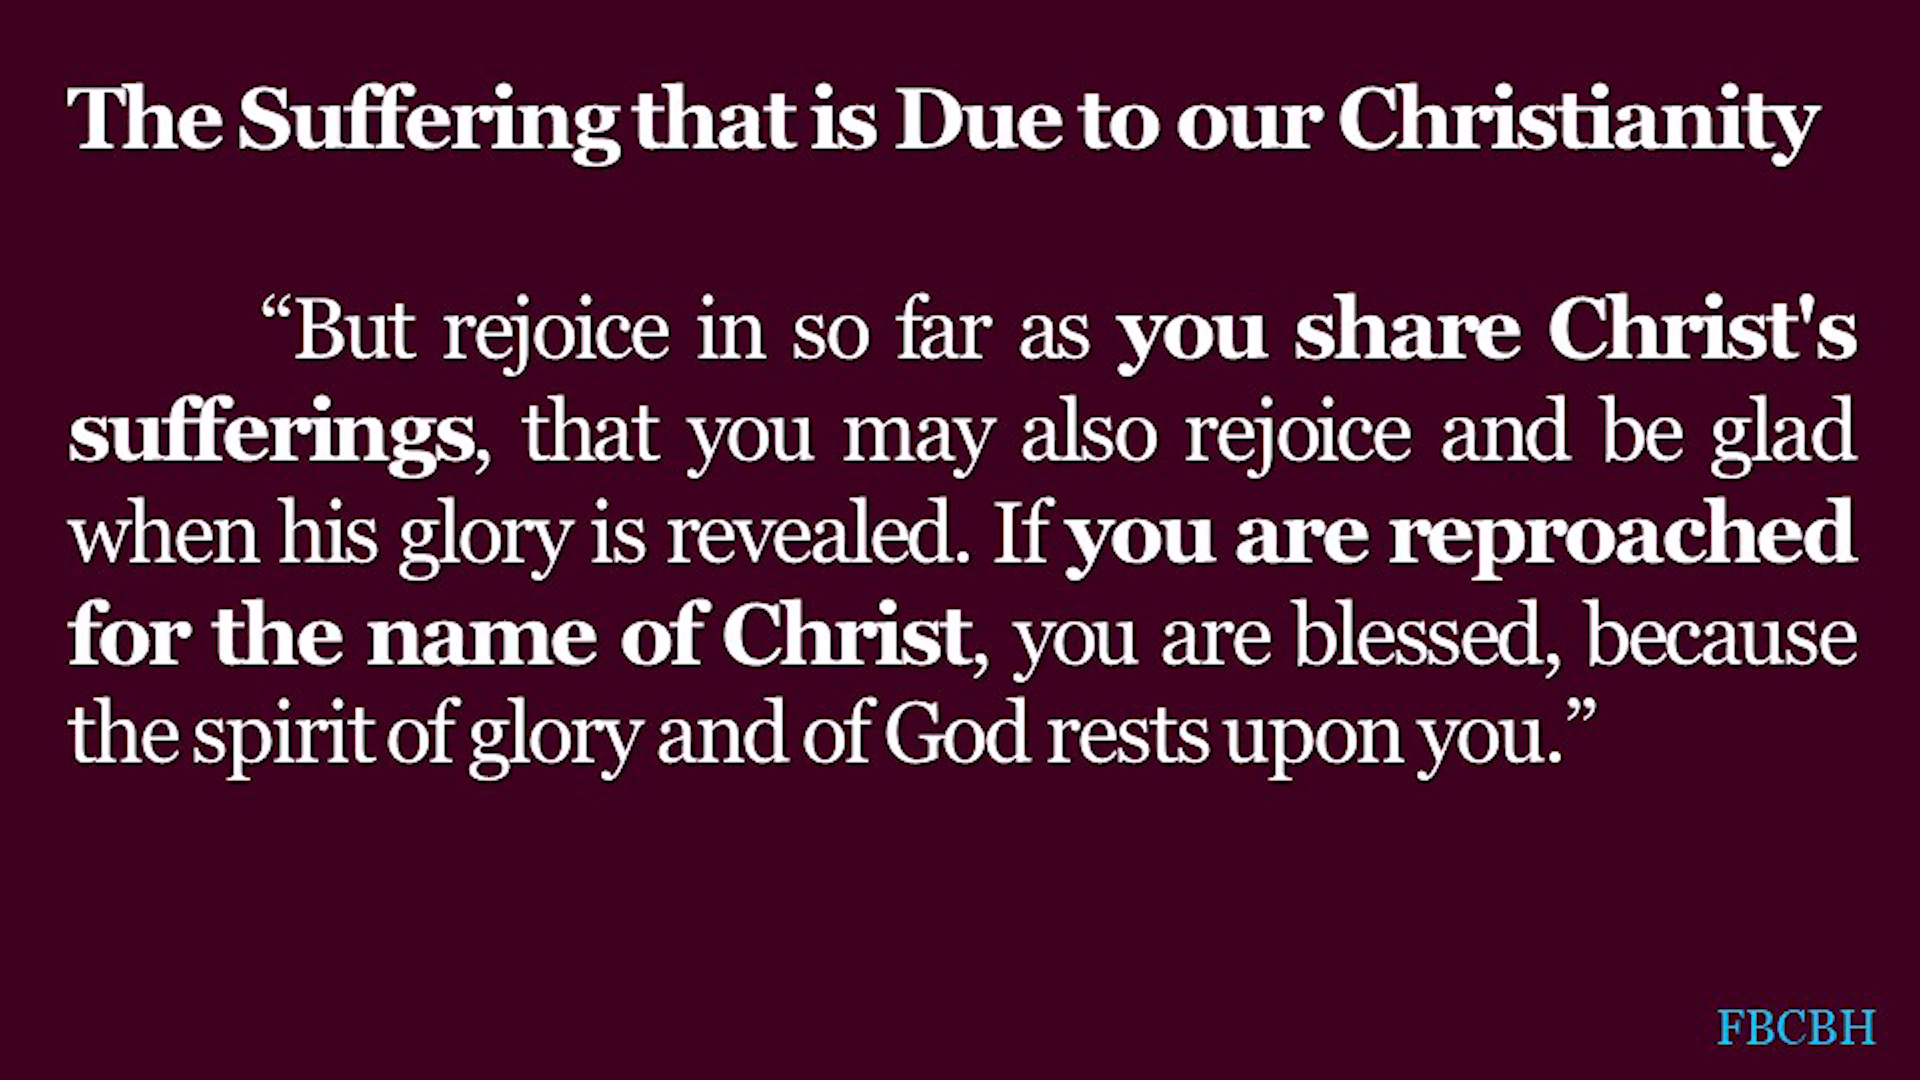 The Suffering that is Due to our Christianity
“But rejoice in so far as you share Christ's
sufferings, that you may also rejoice and be glad
when his glory is revealed. If you are reproached
for the name of Christ, you are blessed, because
the spirit of glory and of God rests upon you.”
FBCBH